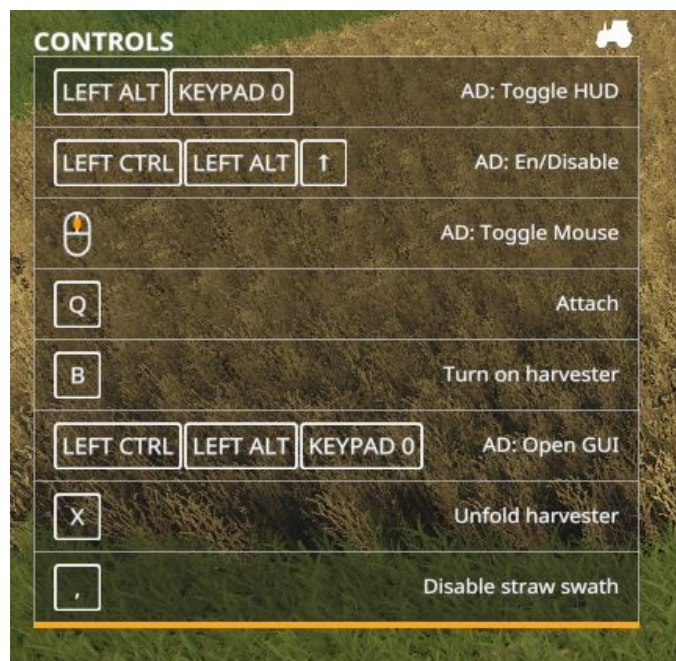 CONTROLS
LEFT ALT KEYPAD 0 AD: Toggle HUD
LEFT CTRL LEFT ALT ↑ AD: En/Disable
AD: Toggle Mouse
Q Attach
B Turn on harvester
LEFT CTRL LEFT ALT KEYPAD 0 AD: Open GUI
X Unfold harvester
, Disable straw swath